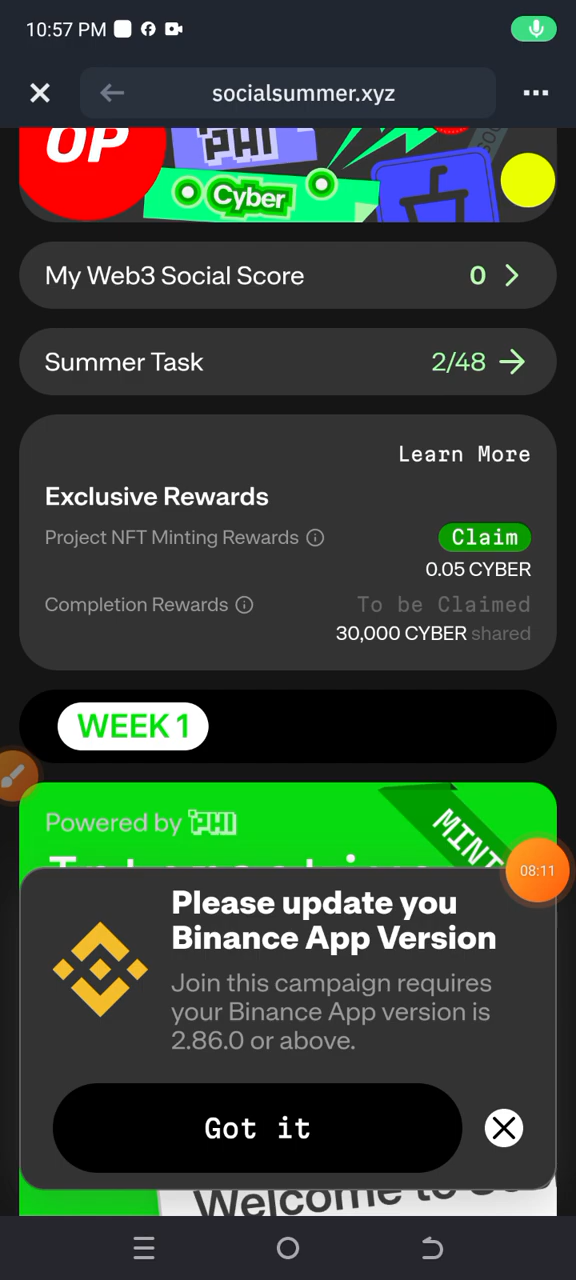 10:57 PM
socialsummer.xyz
OP
PHI
Cyber
My Web3 Social Score
0
Summer Task
2/48
Learn More
Exclusive Rewards
Project NFT Minting Rewards
Claim
0.05 CYBER
Completion Rewards
To be Claimed
30,000 CYBER shared
WEEK 1
Powered by PHI
MINT
08:11
Please update you
Binance App Version
Join this campaign requires
your Binance App version is
2.86.0 or above.
Got it
Welcome to